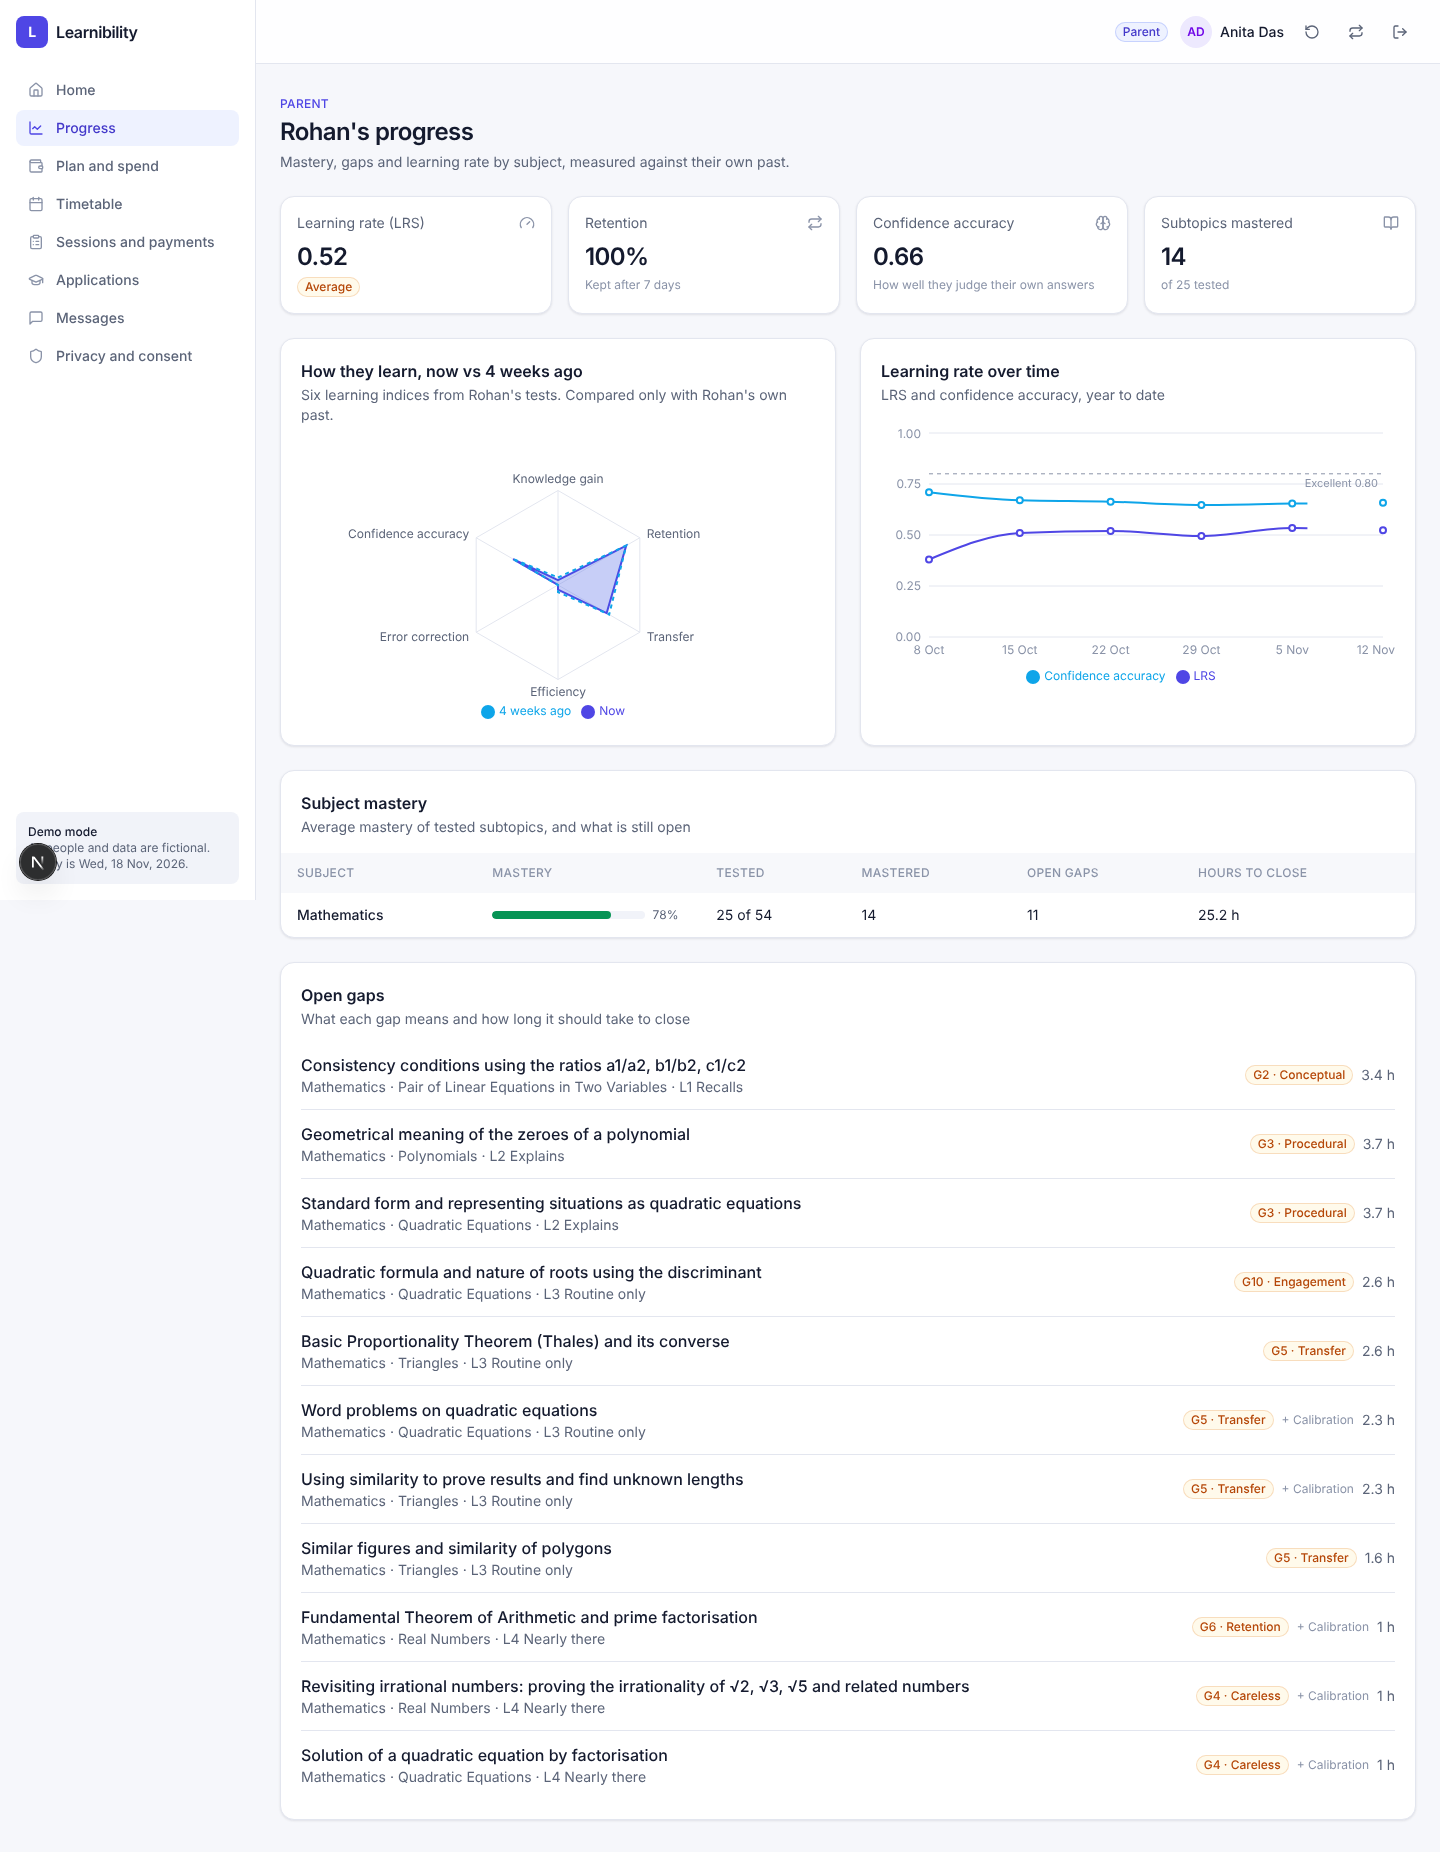 L Learnibility
Home
Progress
Plan and spend
Timetable
Sessions and payments
Applications
Messages
Privacy and consent
Demo mode
people and data are fictional.
is Wed, 18 Nov, 2026.
N
Parent AD Anita Das
PARENT
Rohan's progress
Mastery, gaps and learning rate by subject, measured against their own past.
Learning rate (LRS)
0.52
Average
Retention
100%
Kept after 7 days
Confidence accuracy
0.66
How well they judge their own answers
Subtopics mastered
14
of 25 tested
How they learn, now vs 4 weeks ago
Six learning indices from Rohan's tests. Compared only with Rohan's own
past.
Knowledge gain
Confidence accuracy
Retention
Error correction
Transfer
Efficiency
4 weeks ago Now
Learning rate over time
LRS and confidence accuracy, year to date
1.00
0.75
Excellent 0.80
0.50
0.25
0.00
8 Oct 15 Oct 22 Oct 29 Oct 5 Nov 12 Nov
Confidence accuracy LRS
Subject mastery
Average mastery of tested subtopics, and what is still open
SUBJECT MASTERY TESTED MASTERED OPEN GAPS HOURS TO CLOSE
Mathematics 78% 25 of 54 14 11 25.2 h
Open gaps
What each gap means and how long it should take to close
Consistency conditions using the ratios a1/a2, b1/b2, c1/c2
Mathematics · Pair of Linear Equations in Two Variables · L1 Recalls
G2 · Conceptual 3.4 h
Geometrical meaning of the zeroes of a polynomial
Mathematics · Polynomials · L2 Explains
G3 · Procedural 3.7 h
Standard form and representing situations as quadratic equations
Mathematics · Quadratic Equations · L2 Explains
G3 · Procedural 3.7 h
Quadratic formula and nature of roots using the discriminant
Mathematics · Quadratic Equations · L3 Routine only
G10 · Engagement 2.6 h
Basic Proportionality Theorem (Thales) and its converse
Mathematics · Triangles · L3 Routine only
G5 · Transfer 2.6 h
Word problems on quadratic equations
Mathematics · Quadratic Equations · L3 Routine only
G5 · Transfer + Calibration 2.3 h
Using similarity to prove results and find unknown lengths
Mathematics · Triangles · L3 Routine only
G5 · Transfer + Calibration 2.3 h
Similar figures and similarity of polygons
Mathematics · Triangles · L3 Routine only
G5 · Transfer 1.6 h
Fundamental Theorem of Arithmetic and prime factorisation
Mathematics · Real Numbers · L4 Nearly there
G6 · Retention + Calibration 1 h
Revisiting irrational numbers: proving the irrationality of √2, √3, √5 and related numbers
Mathematics · Real Numbers · L4 Nearly there
G4 · Careless + Calibration 1 h
Solution of a quadratic equation by factorisation
Mathematics · Quadratic Equations · L4 Nearly there
G4 · Careless + Calibration 1 h